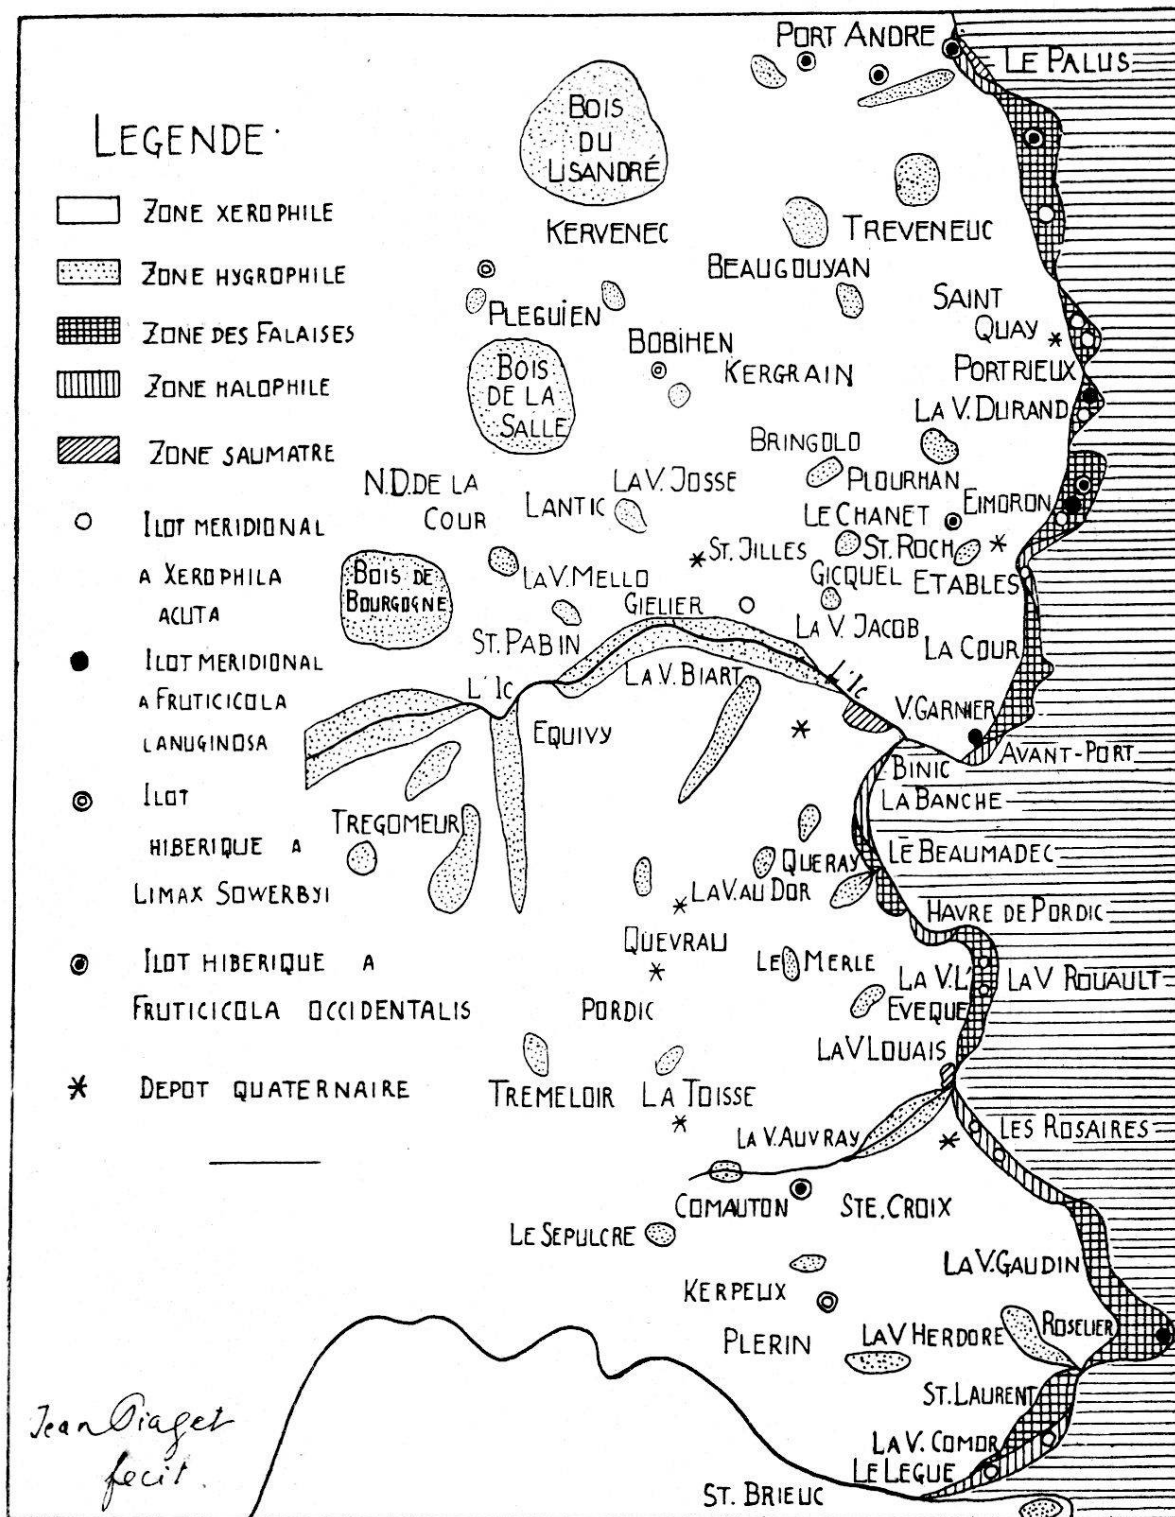 LEGENDE
ZONE XEROPHILE
ZONE HYGROPHILE
ZONE DES FALAISES
ZONE HALOPHILE
ZONE SAUMATRE
ILOT MERIDIONAL
A XEROPHILA
ACUTA
ILOT MERIDIONAL
A FRUTICICOLA
LANUGINOSA
ILOT
HIBERIQUE A
LIMAX SOWERBYI
ILOT HIBERIQUE A
FRUTICICOLA OCCIDENTALIS
DEPOT QUATERNAIRE
Jean Piaget
fecit.
PORT ANDRE
LE PALUS
BOIS
DU
LISANDRÉ
KERVENEC
TREVENEUC
BEAUGOUYAN
SAINT
QUAY
PLEGUIEN
BOBIHEN
KERGRAIN
PORTRIEUX
BOIS
DE LA
SALLE
LA V. DURAND
BRINGOLO
N.D. DE LA
COUR
LANTIC
LA V. JOSSE
PLOURHAN
EIMORON
LE CHANET
ST. JILLES
ST. ROCH
BOIS DE
BOURGOGNE
LA V. MELLO
GICQUEL
ETABLES
GIELIER
ST. PABIN
LA V. JACOB
LA COUR
L'IC
LA V. BIART
L'IC
V. GARNIER
EQUIVY
AVANT-PORT
BINIC
LA BANCHE
TREGOMEUR
QUERAY
LE BEAUMADEC
LA V. AU DOR
HAVRE DE PORDIC
QUEVRAU
LE MERLE
LA V. L'
EVEQUE
LA V ROUAULT
PORDIC
LA V LOUAIS
TREMELOIR
LA TOISSE
LES ROSAIRES
LA V. AUVRAY
COMAUTON
STE. CROIX
LE SEPULCRE
LA V. GAUDIN
KERPEUX
PLERIN
LA V HERDORE
ROSELIER
ST. LAURENT
LA V. COMOR
LE LEGUE
ST. BRIEUC